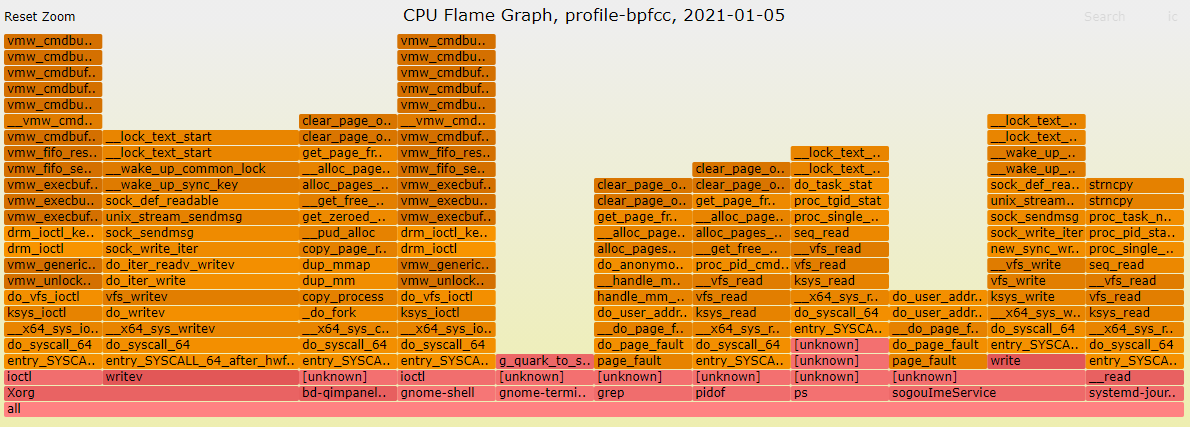 Reset Zoom CPU Flame Graph, profile-bpfcc, 2021-01-05 Search ic
vmw_cmdbu.. vmw_cmdbu..
vmw_cmdbu.. vmw_cmdbu..
vmw_cmdbuf.. vmw_cmdbuf..
vmw_cmdbuf.. vmw_cmdbuf..
vmw_cmdbu.. vmw_cmdbu..
__vmw_cmd.. clear_page_o.. __vmw_cmd.. __lock_text_..
vmw_cmdbuf.. __lock_text_start clear_page_o.. vmw_cmdbuf.. __lock_text_..
vmw_fifo_res.. __lock_text_start get_page_fr.. vmw_fifo_res.. __lock_text_.. __wake_up_..
vmw_fifo_se.. __wake_up_common_lock __alloc_page.. vmw_fifo_se.. clear_page_o.. __lock_text_.. __wake_up_..
vmw_execbuf.. __wake_up_sync_key alloc_pages_.. vmw_execbuf.. clear_page_o.. clear_page_o.. do_task_stat sock_def_rea.. strncpy
vmw_execbu.. sock_def_readable __get_free_.. vmw_execbu.. clear_page_o.. get_page_fr.. proc_tgid_stat unix_stream.. strncpy
vmw_execbuf.. unix_stream_sendmsg get_zeroed_.. vmw_execbuf.. get_page_fr.. __alloc_page.. proc_single_.. sock_sendmsg proc_task_n..
drm_ioctl_ke.. sock_sendmsg __pud_alloc drm_ioctl_ke.. __alloc_page.. alloc_pages_.. seq_read sock_write_iter proc_pid_sta..
drm_ioctl sock_write_iter copy_page_r.. drm_ioctl alloc_pages.. __get_free_.. __vfs_read new_sync_wr.. proc_single_..
vmw_generic.. do_iter_readv_writev dup_mmap vmw_generic.. do_anonymo.. proc_pid_cmd.. vfs_read __vfs_write seq_read
vmw_unlock.. do_iter_write dup_mm vmw_unlock.. __handle_m.. __vfs_read ksys_read vfs_write __vfs_read
do_vfs_ioctl vfs_writev copy_process do_vfs_ioctl handle_mm_.. vfs_read __x64_sys_r.. do_user_addr.. ksys_write vfs_read
ksys_ioctl do_writev _do_fork ksys_ioctl do_user_addr.. ksys_read do_syscall_64 do_user_addr.. __x64_sys_w.. ksys_read
__x64_sys_io.. __x64_sys_writev __x64_sys_c.. __x64_sys_io.. __do_page_f.. __x64_sys_r.. entry_SYSCA.. __do_page_f.. do_syscall_64 __x64_sys_r..
do_syscall_64 do_syscall_64 do_syscall_64 do_syscall_64 do_page_fault do_syscall_64 [unknown] do_page_fault entry_SYSCA.. do_syscall_64
entry_SYSCA.. entry_SYSCALL_64_after_hwf.. entry_SYSCA.. entry_SYSCA.. g_quark_to_s.. page_fault entry_SYSCA.. [unknown] page_fault write entry_SYSCA..
ioctl writev [unknown] ioctl [unknown] [unknown] [unknown] [unknown] [unknown] __read
Xorg bd-qimpanel.. gnome-shell gnome-termi.. grep pidof ps sogouImeService systemd-jour..
all